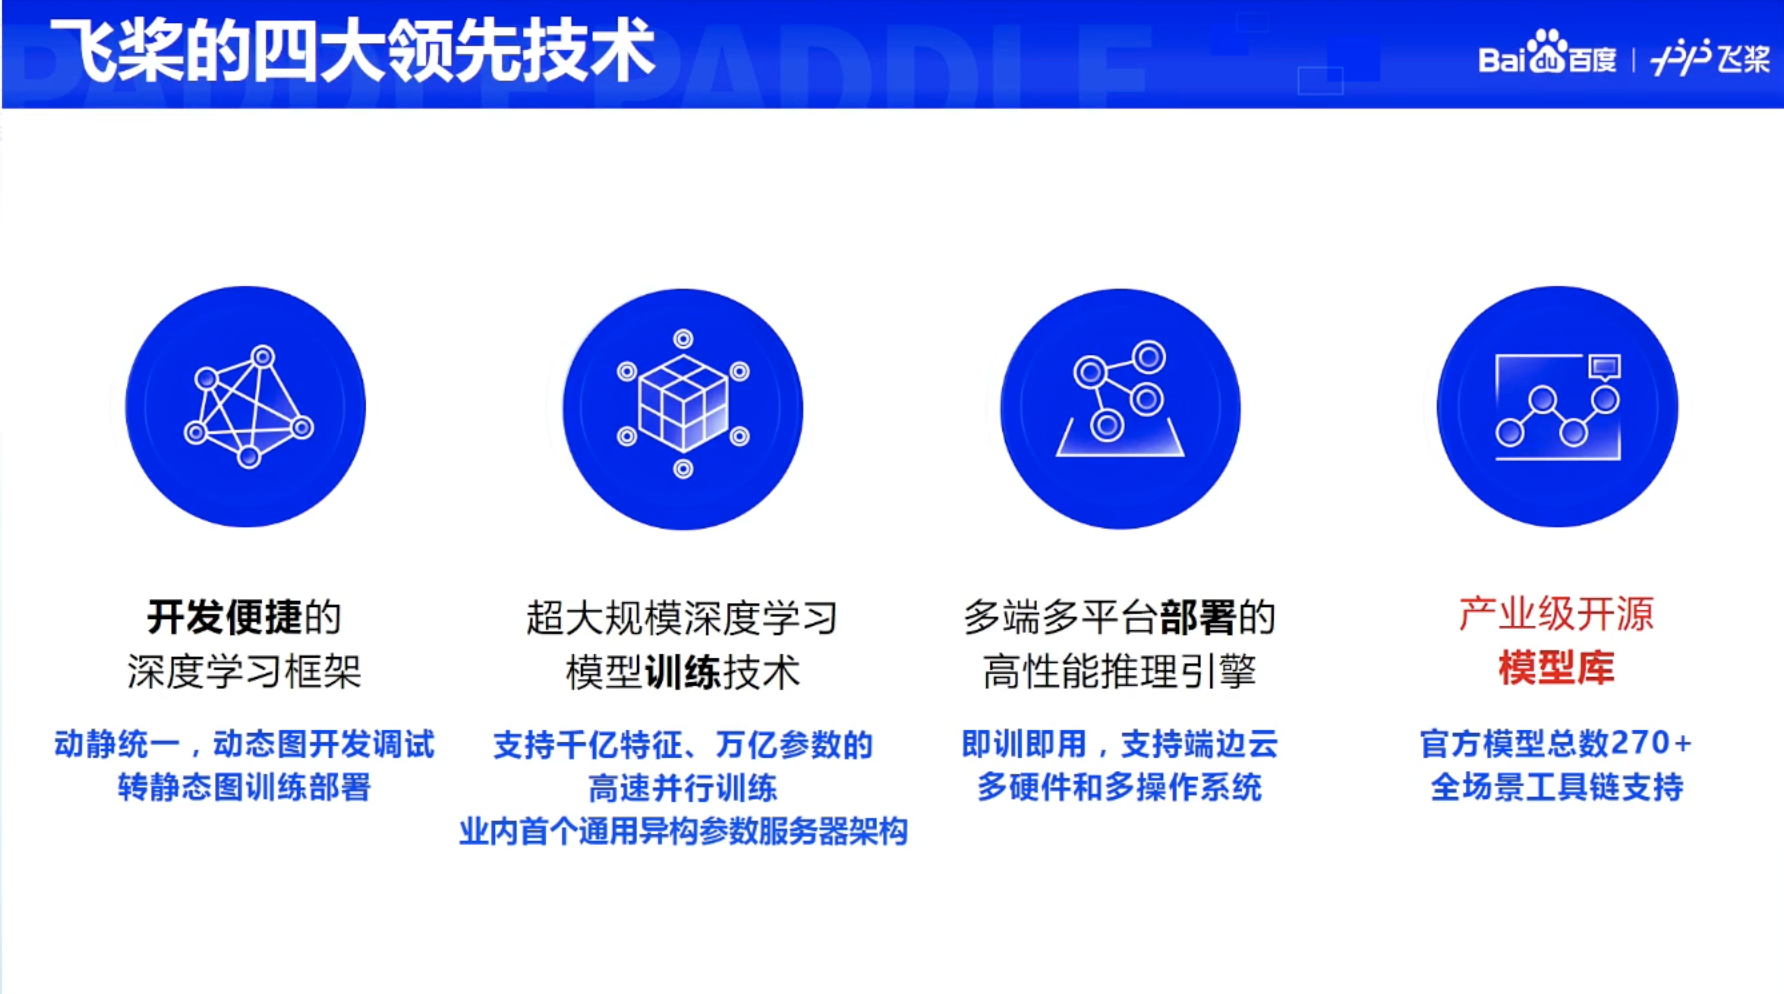 飞桨的四大领先技术
PADDLE PADDLE
Bai du 百度 | 飞桨
开发便捷的
深度学习框架
动静统一，动态图开发调试
转静态图训练部署
超大规模深度学习
模型训练技术
支持千亿特征、万亿参数的
高速并行训练
业内首个通用异构参数服务器架构
多端多平台部署的
高性能推理引擎
即训即用，支持端边云
多硬件和多操作系统
产业级开源
模型库
官方模型总数270+
全场景工具链支持